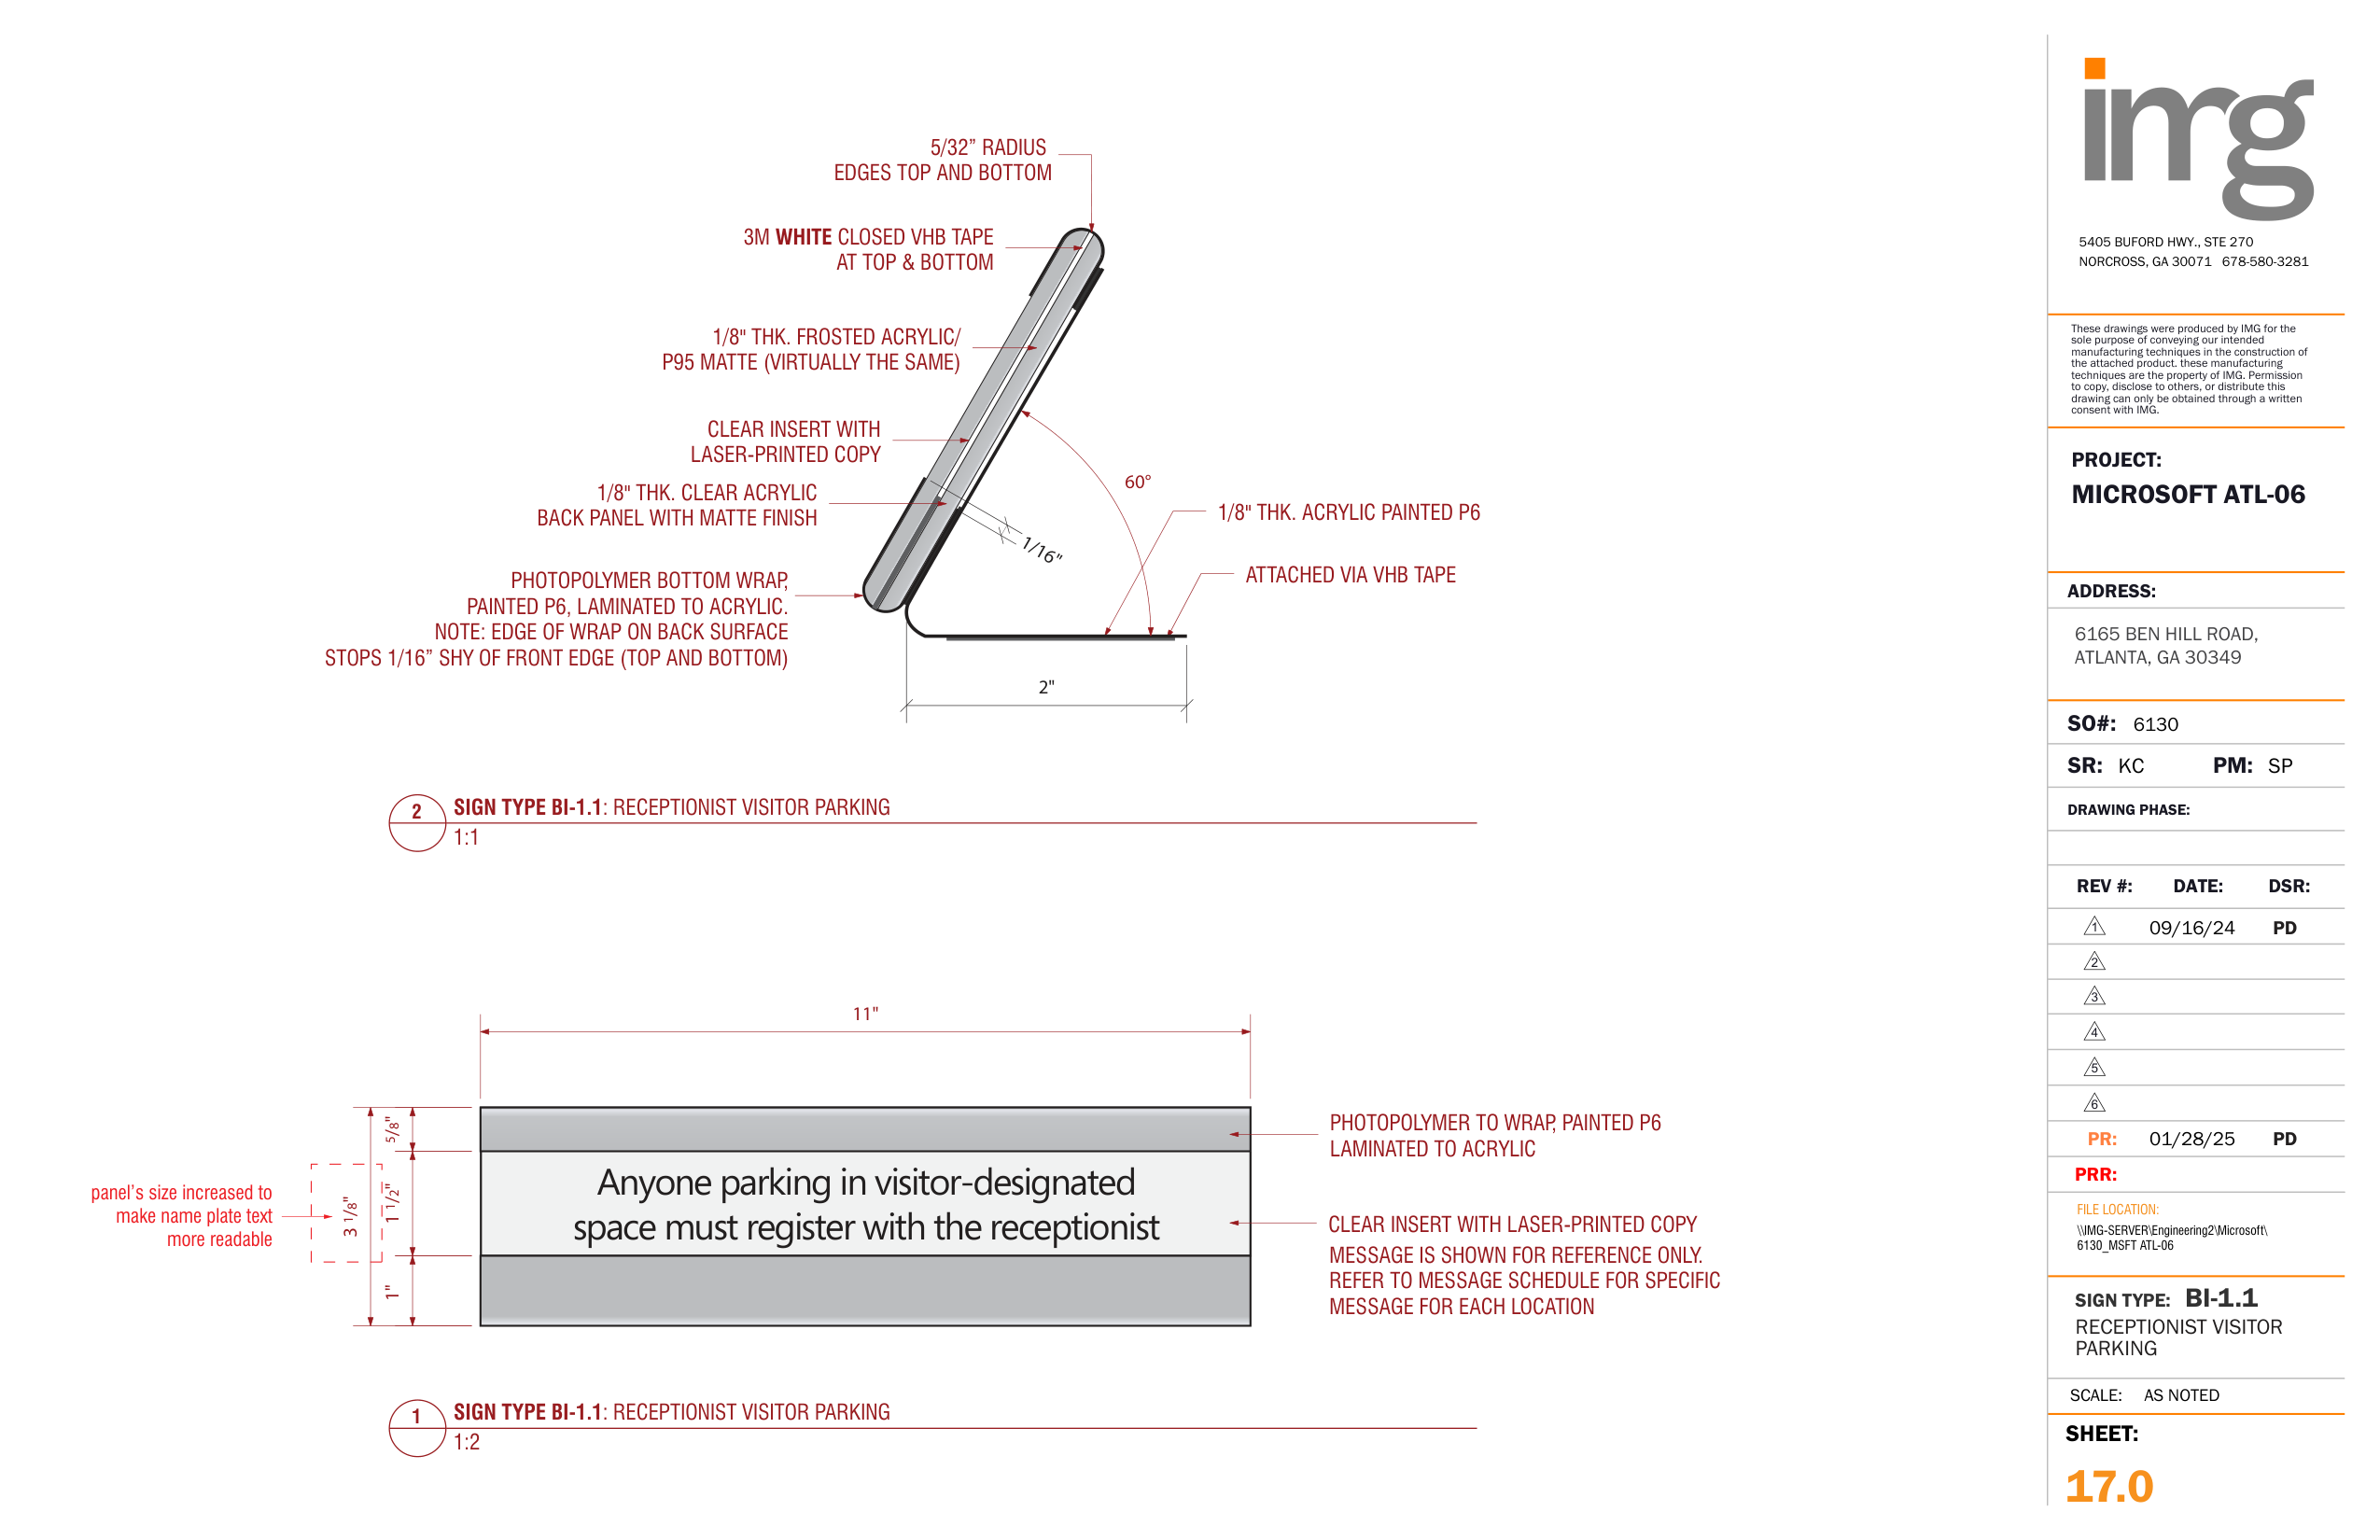 5/32” RADIUS
EDGES TOP AND BOTTOM
3M WHITE CLOSED VHB TAPE
AT TOP & BOTTOM
1/8" THK. FROSTED ACRYLIC/
P95 MATTE (VIRTUALLY THE SAME)
CLEAR INSERT WITH
LASER-PRINTED COPY
1/8" THK. CLEAR ACRYLIC
BACK PANEL WITH MATTE FINISH
PHOTOPOLYMER BOTTOM WRAP,
PAINTED P6, LAMINATED TO ACRYLIC.
NOTE: EDGE OF WRAP ON BACK SURFACE
STOPS 1/16” SHY OF FRONT EDGE (TOP AND BOTTOM)
60°
1/16"
1/8" THK. ACRYLIC PAINTED P6
ATTACHED VIA VHB TAPE
2"
2
SIGN TYPE BI-1.1: RECEPTIONIST VISITOR PARKING
1:1
11"
5/8"
1 1/2"
3 1/8"
1"
panel’s size increased to
make name plate text
more readable
Anyone parking in visitor-designated
space must register with the receptionist
PHOTOPOLYMER TO WRAP, PAINTED P6
LAMINATED TO ACRYLIC
CLEAR INSERT WITH LASER-PRINTED COPY
MESSAGE IS SHOWN FOR REFERENCE ONLY.
REFER TO MESSAGE SCHEDULE FOR SPECIFIC
MESSAGE FOR EACH LOCATION
1
SIGN TYPE BI-1.1: RECEPTIONIST VISITOR PARKING
1:2
img
5405 BUFORD HWY., STE 270
NORCROSS, GA 30071 678-580-3281
These drawings were produced by IMG for the
sole purpose of conveying our intended
manufacturing techniques in the construction of
the attached product. these manufacturing
techniques are the property of IMG. Permission
to copy, disclose to others, or distribute this
drawing can only be obtained through a written
consent with IMG.
PROJECT:
MICROSOFT ATL-06
ADDRESS:
6165 BEN HILL ROAD,
ATLANTA, GA 30349
SO#: 6130
SR: KC PM: SP
DRAWING PHASE:
REV #: DATE: DSR:
1 09/16/24 PD
2
3
4
5
6
PR: 01/28/25 PD
PRR:
FILE LOCATION:
\\IMG-SERVER\Engineering2\Microsoft\
6130_MSFT ATL-06
SIGN TYPE: BI-1.1
RECEPTIONIST VISITOR
PARKING
SCALE: AS NOTED
SHEET:
17.0